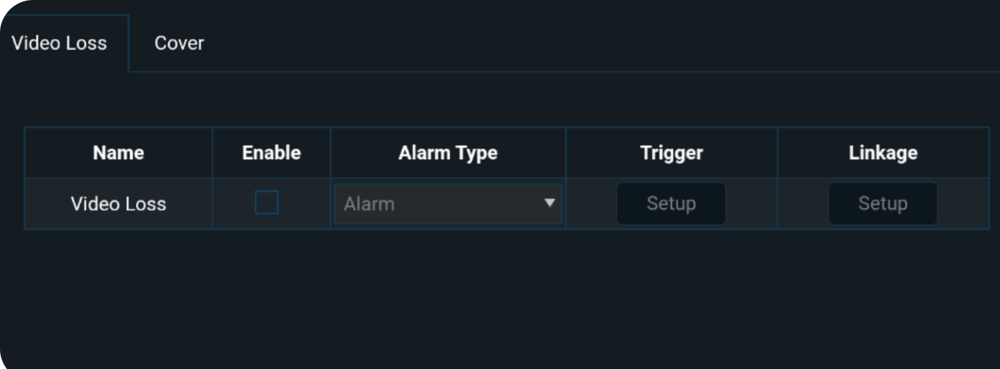 Video Loss Cover
Name Enable Alarm Type Trigger Linkage
Video Loss Alarm Setup Setup